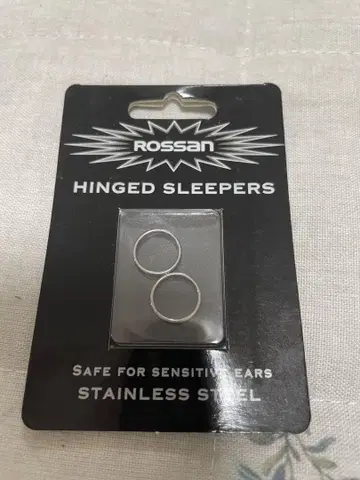 ROSSAN
HINGED SLEEPERS
SAFE FOR SENSITIVE EARS
STAINLESS STEEL